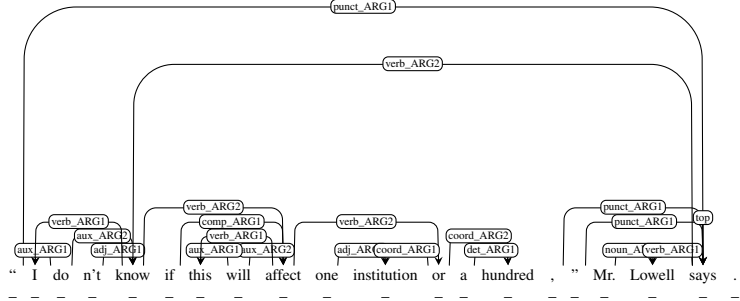 punct_ARG1
verb_ARG2
verb_ARG2 punct_ARG1
verb_ARG1 comp_ARG1 verb_ARG2 punct_ARG1 top
aux_ARG2 verb_ARG1 coord_ARG2
aux_ARG1 adj_ARG1 aux_ARG1 aux_ARG2 coord_ARG1 det_ARG1 verb_ARG1
“ I do n't know if this will affect one institution or a hundred , ” Mr. Lowell says .